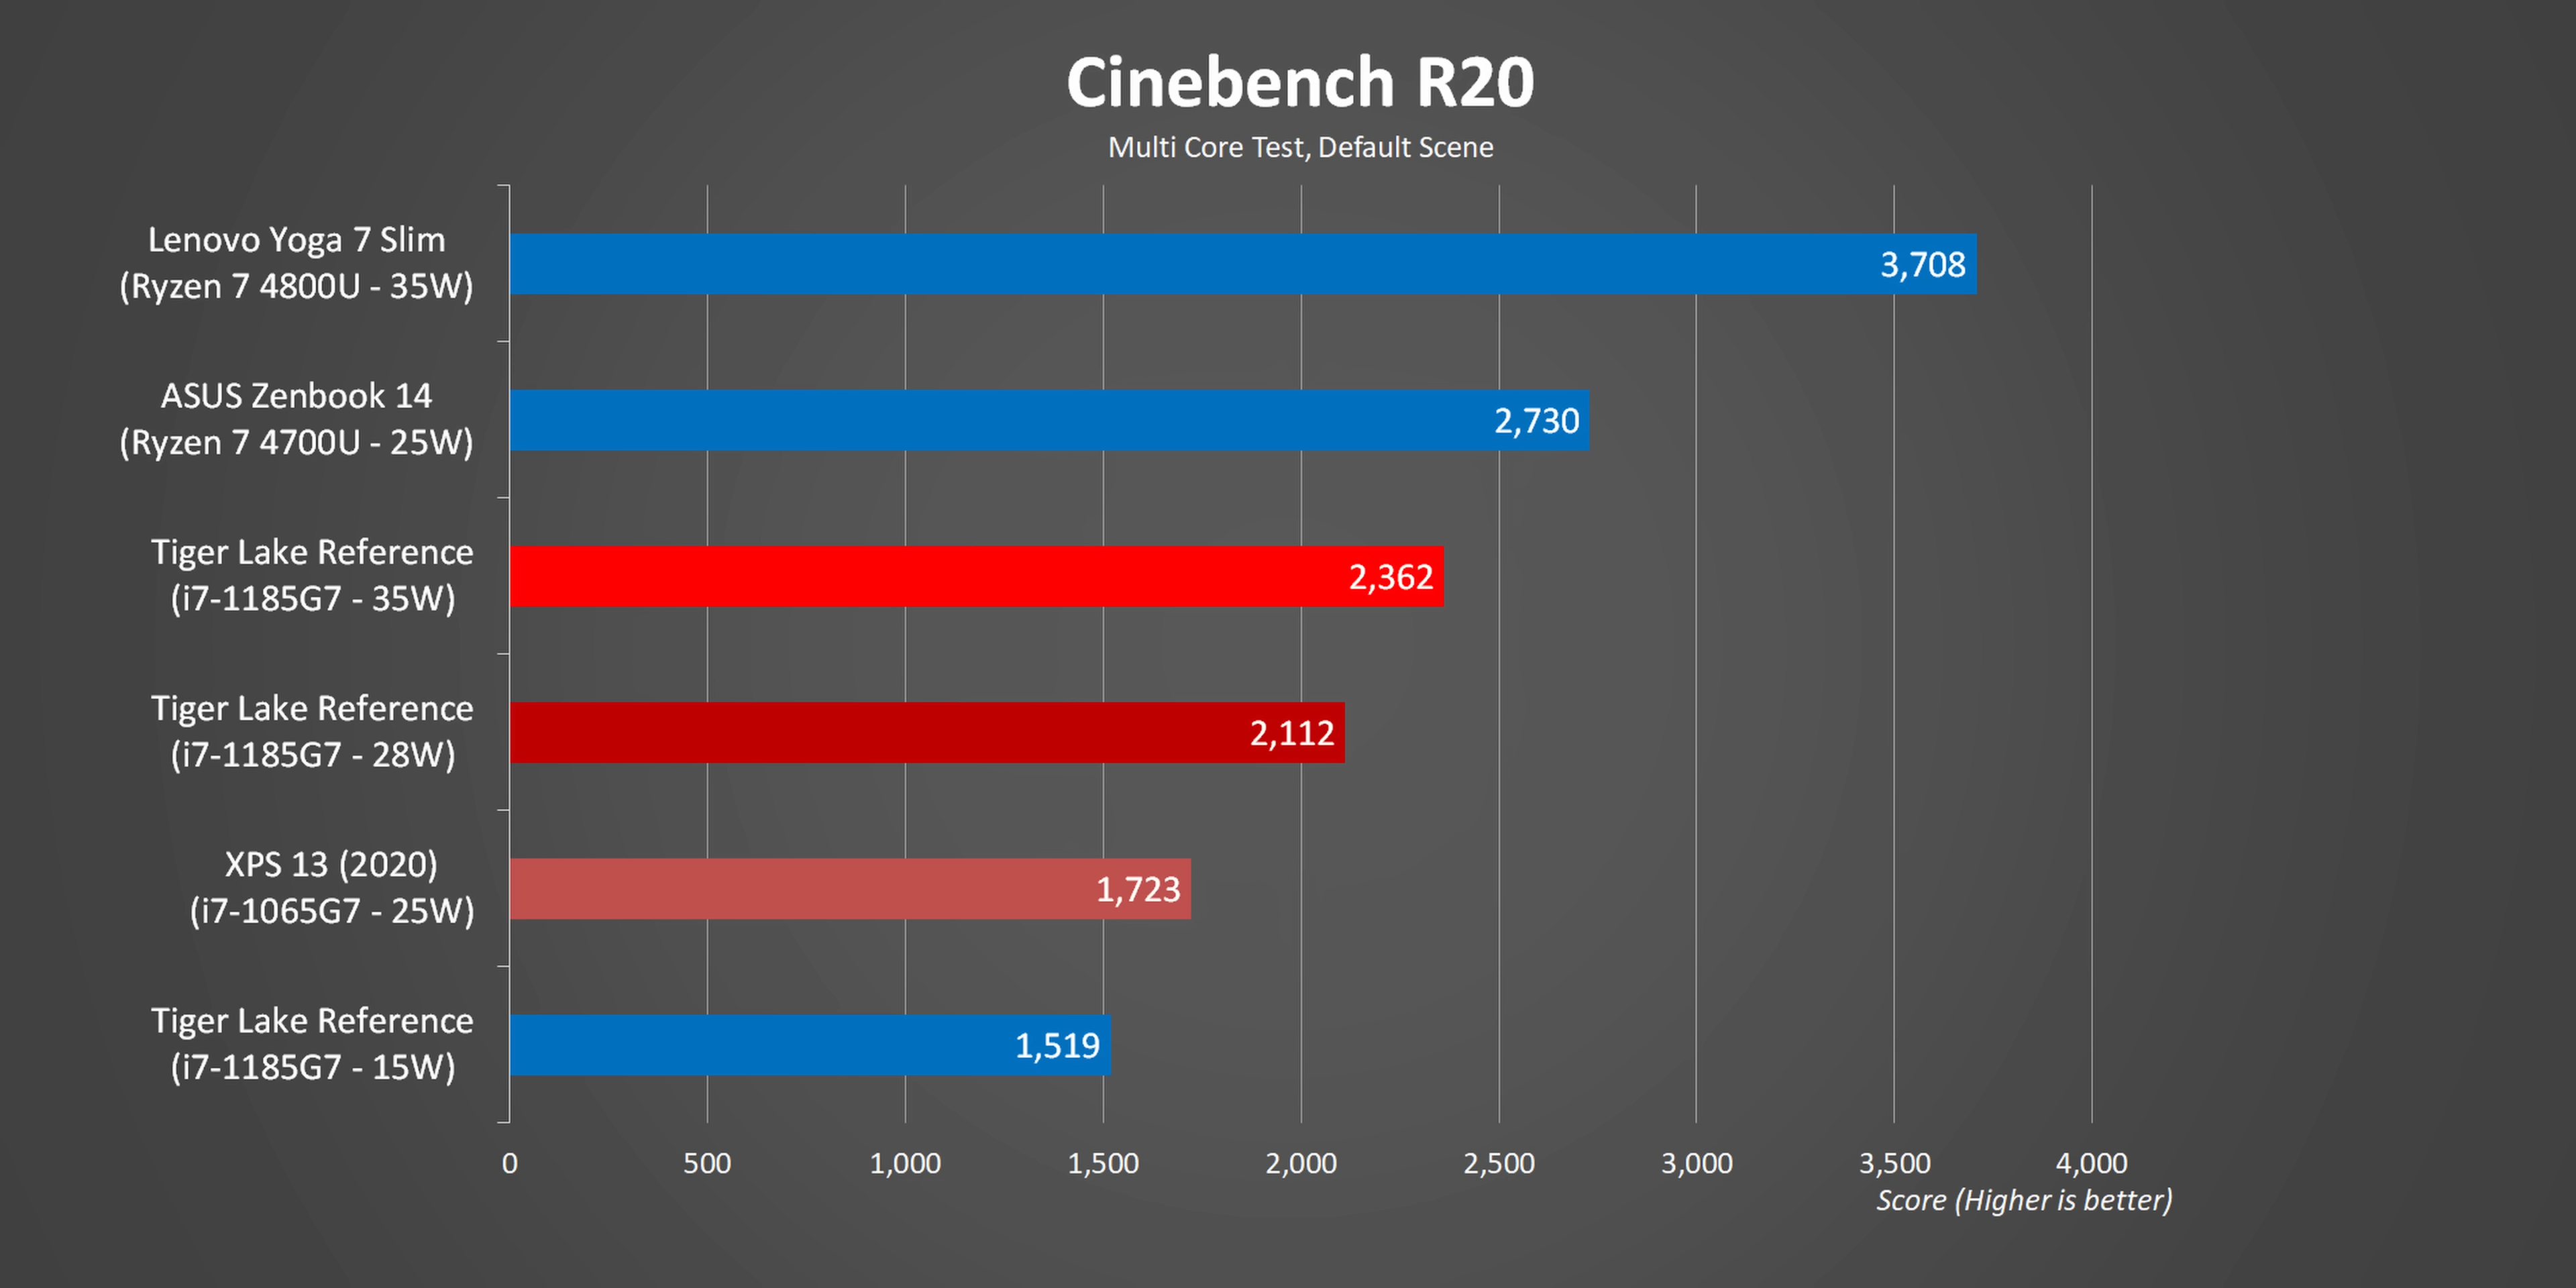 Cinebench R20
Multi Core Test, Default Scene
Lenovo Yoga 7 Slim
(Ryzen 7 4800U - 35W)
3,708
ASUS Zenbook 14
(Ryzen 7 4700U - 25W)
2,730
Tiger Lake Reference
(i7-1185G7 - 35W)
2,362
Tiger Lake Reference
(i7-1185G7 - 28W)
2,112
XPS 13 (2020)
(i7-1065G7 - 25W)
1,723
Tiger Lake Reference
(i7-1185G7 - 15W)
1,519
0 500 1,000 1,500 2,000 2,500 3,000 3,500 4,000
Score (Higher is better)